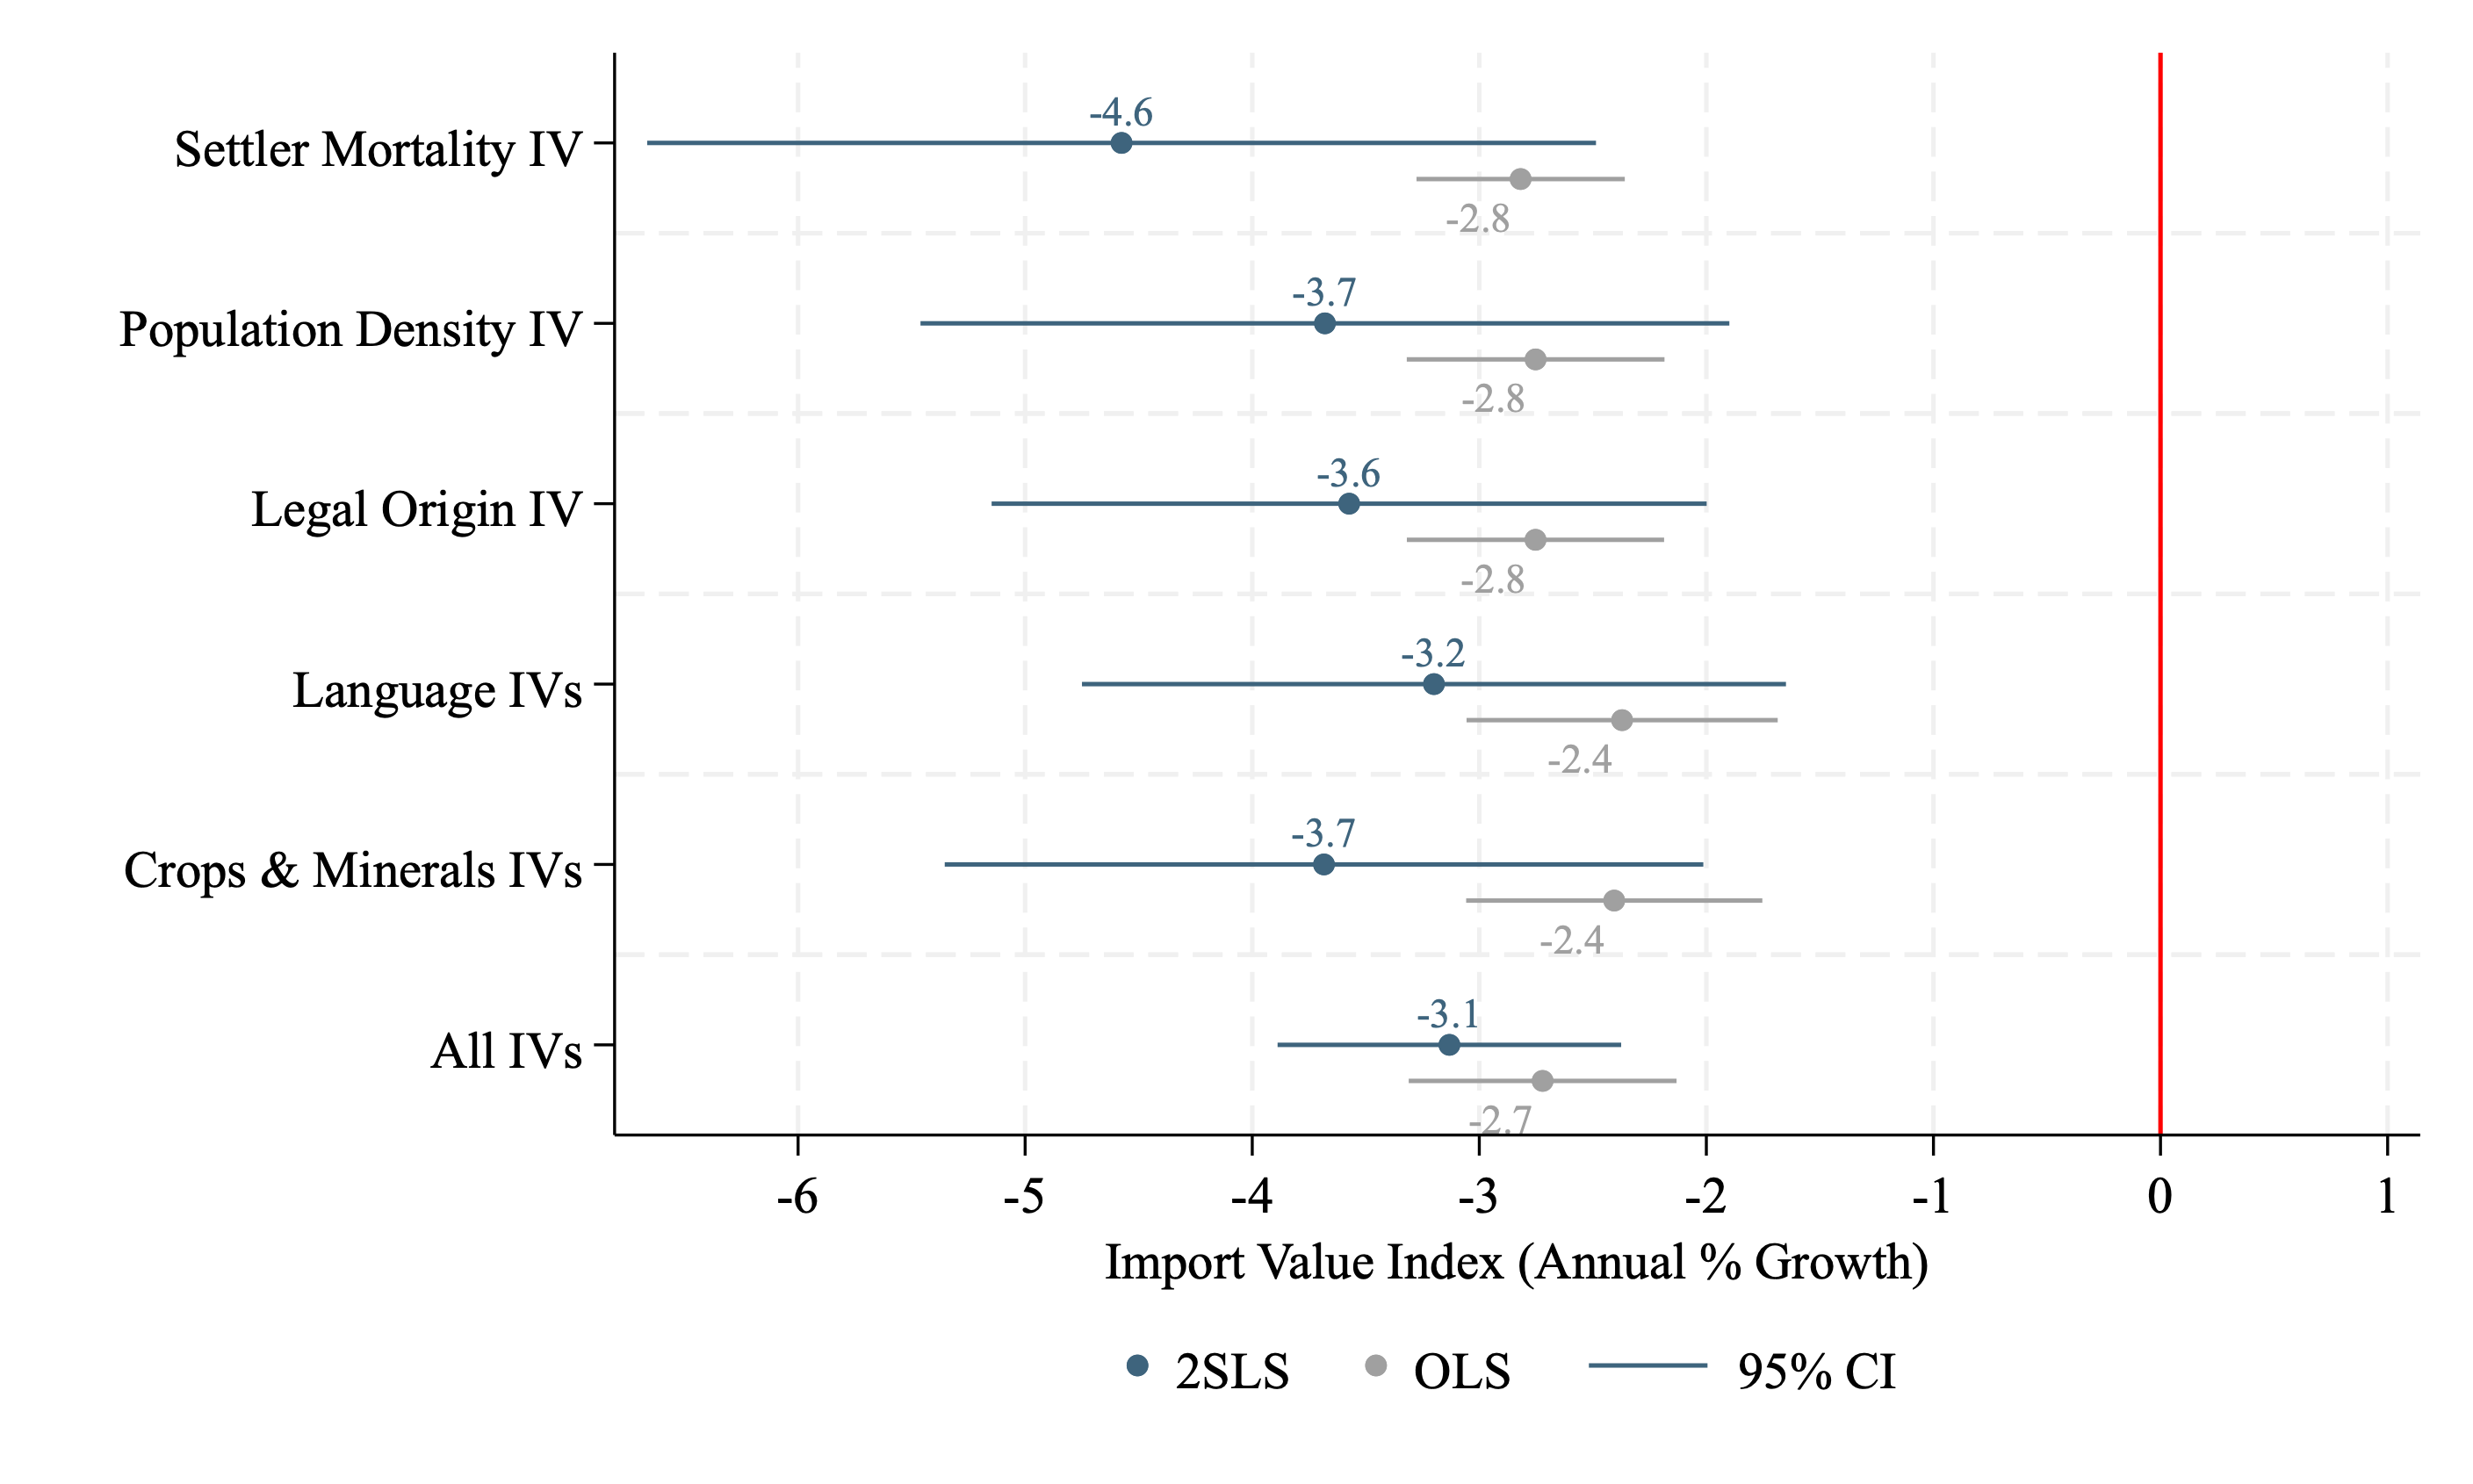 -4.6
Settler Mortality IV
-2.8
-3.7
Population Density IV
-2.8
-3.6
Legal Origin IV
-2.8
-3.2
Language IVs
-2.4
-3.7
Crops & Minerals IVs
-2.4
-3.1
All IVs
-2.7
-6 -5 -4 -3 -2 -1 0 1
Import Value Index (Annual % Growth)
2SLS OLS 95% CI